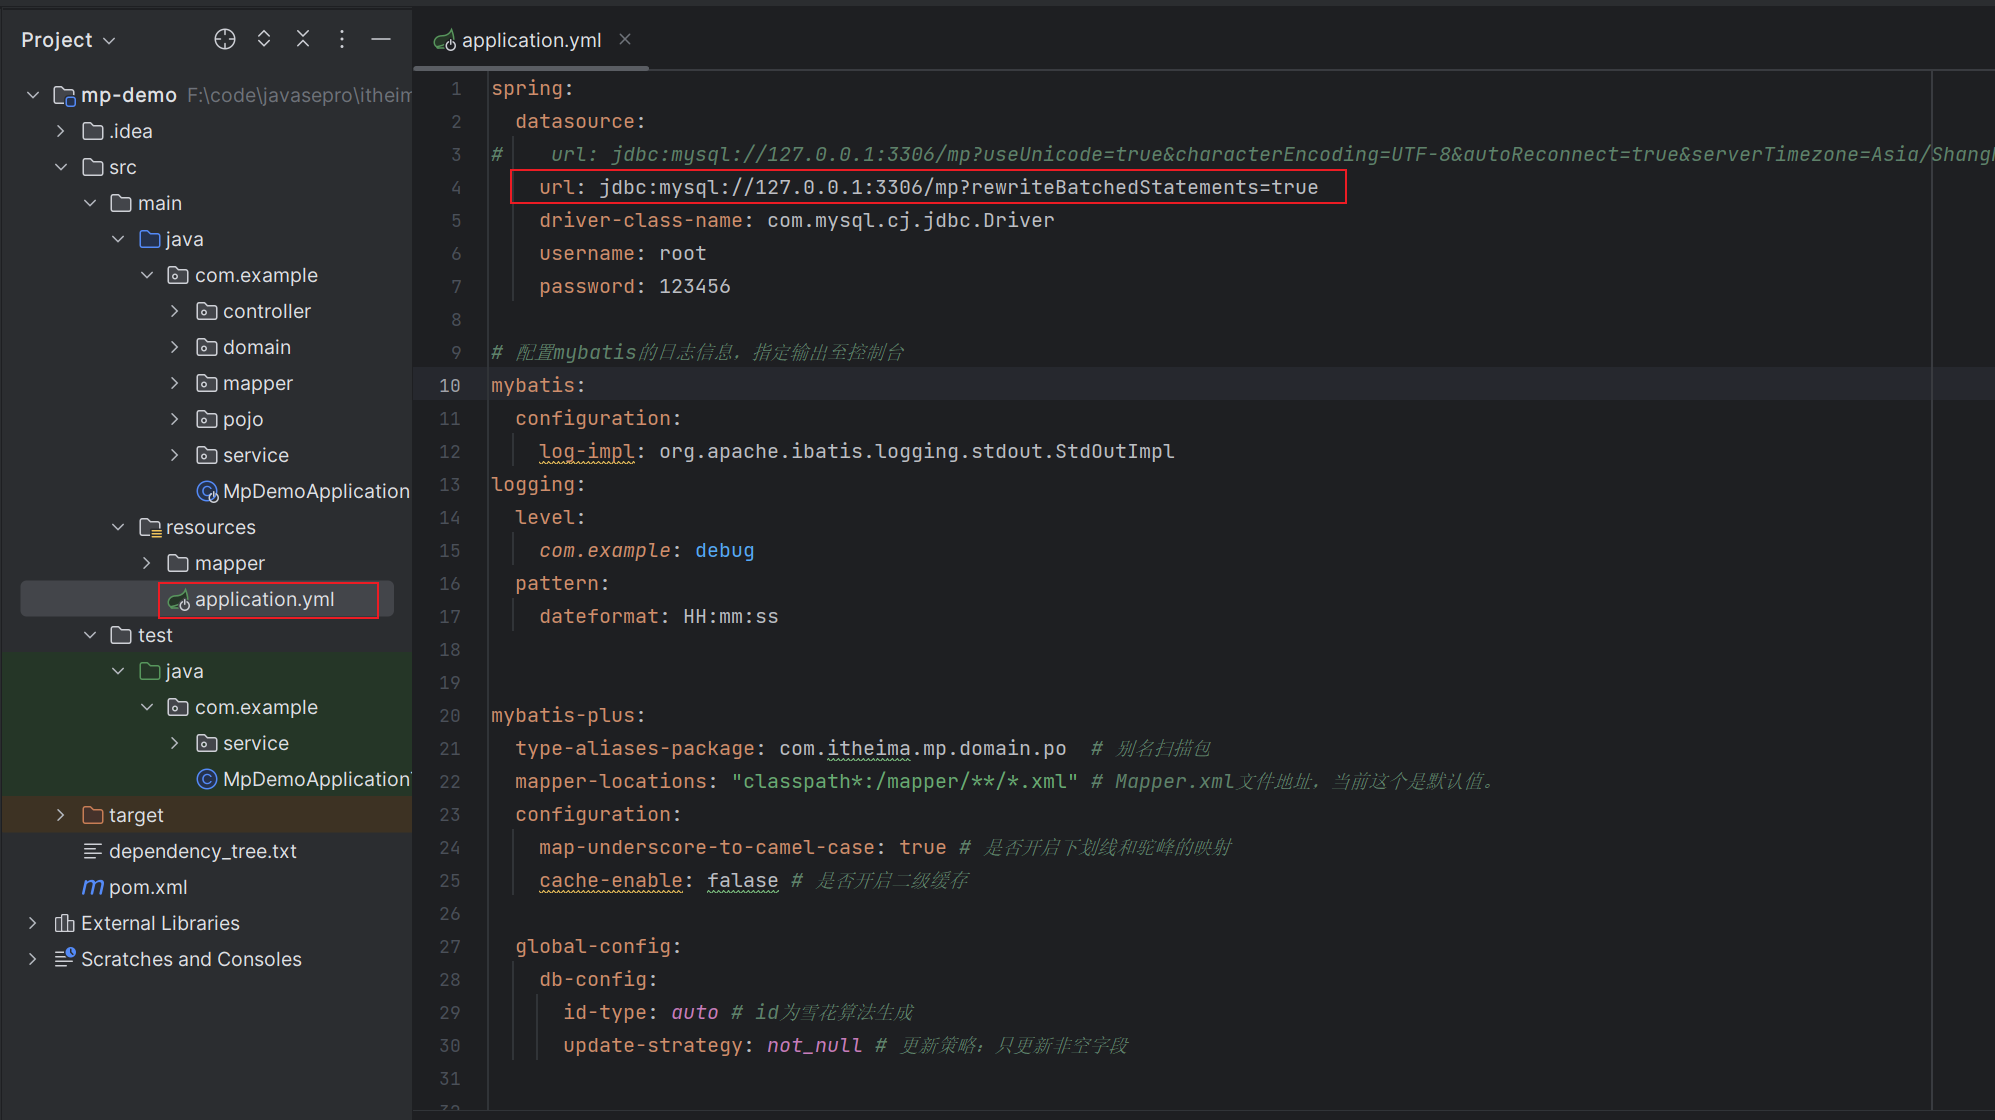 Project
mp-demo F:\code\javasepro\itheim
.idea
src
main
java
com.example
controller
domain
mapper
pojo
service
MpDemoApplication
resources
mapper
application.yml
test
java
com.example
service
MpDemoApplication
target
dependency_tree.txt
pom.xml
External Libraries
Scratches and Consoles
application.yml
1 spring:
2 datasource:
3 # url: jdbc:mysql://127.0.0.1:3306/mp?useUnicode=true&characterEncoding=UTF-8&autoReconnect=true&serverTimezone=Asia/Shangh
4 url: jdbc:mysql://127.0.0.1:3306/mp?rewriteBatchedStatements=true
5 driver-class-name: com.mysql.cj.jdbc.Driver
6 username: root
7 password: 123456
8
9 # 配置mybatis的日志信息，指定输出至控制台
10 mybatis:
11 configuration:
12 log-impl: org.apache.ibatis.logging.stdout.StdOutImpl
13 logging:
14 level:
15 com.example: debug
16 pattern:
17 dateformat: HH:mm:ss
18
19
20 mybatis-plus:
21 type-aliases-package: com.itheima.mp.domain.po # 别名扫描包
22 mapper-locations: "classpath*:/mapper/**/*.xml" # Mapper.xml文件地址，当前这个是默认值。
23 configuration:
24 map-underscore-to-camel-case: true # 是否开启下划线和驼峰的映射
25 cache-enable: falase # 是否开启二级缓存
26
27 global-config:
28 db-config:
29 id-type: auto # id为雪花算法生成
30 update-strategy: not_null # 更新策略：只更新非空字段
31